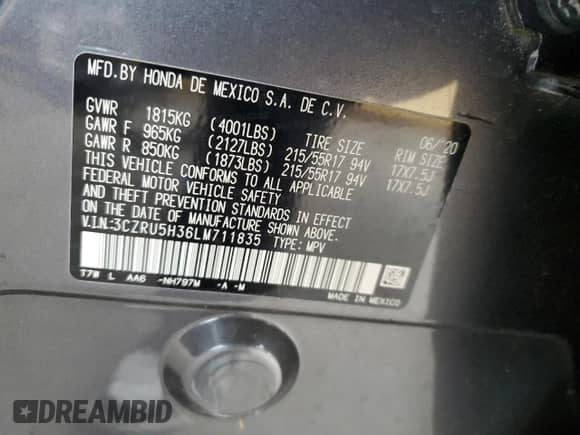 MFD.BY HONDA DE MEXICO S.A. DE C.V.
06/'20
GVWR 1815KG (4001LBS) TIRE SIZE RIM SIZE
GAWR F 965KG (2127LBS) 215/55R17 94V 17X7.5J
GAWR R 850KG (1873LBS) 215/55R17 94V 17X7.5J
THIS VEHICLE CONFORMS TO ALL APPLICABLE
FEDERAL MOTOR VEHICLE SAFETY
AND THEFT PREVENTION STANDARDS IN EFFECT
ON THE DATE OF MANUFACTURE SHOWN ABOVE.
V.I.N:3CZRU5H36LM711835 TYPE: MPV
T7W L AA6 -NH797M -A -M
MADE IN MEXICO
DREAMBID